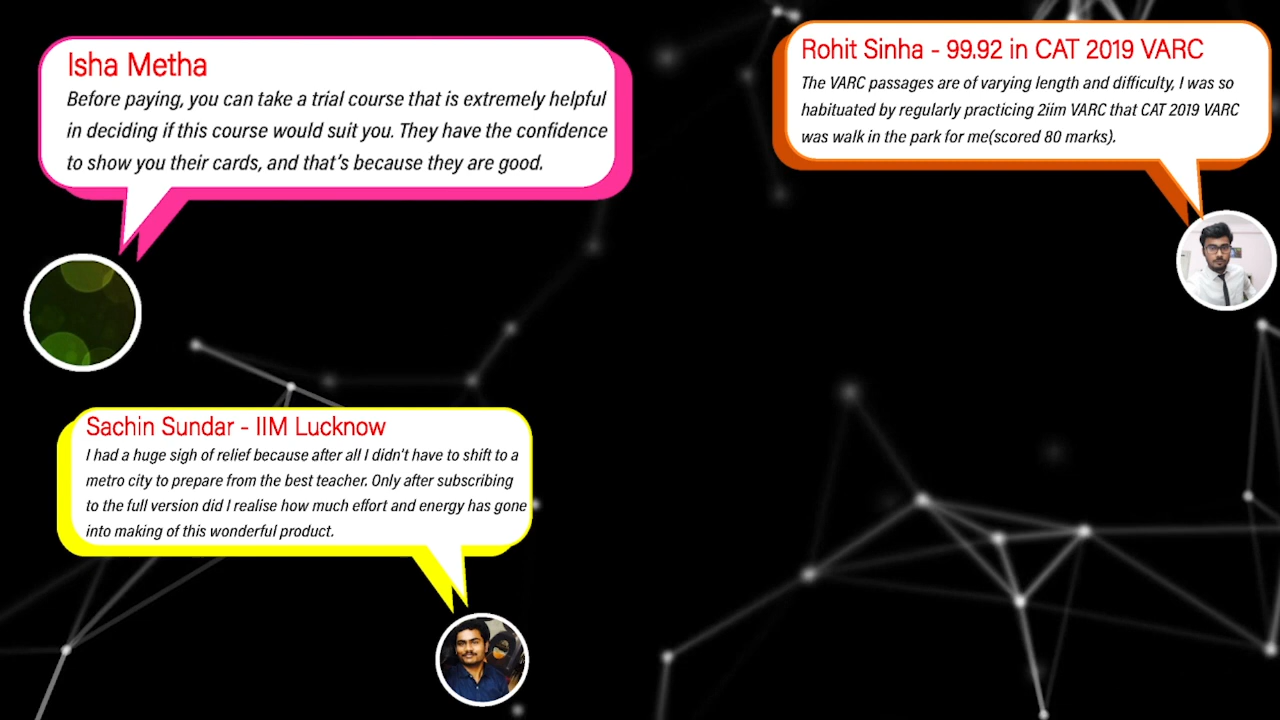 Isha Metha
Before paying, you can take a trial course that is extremely helpful
in deciding if this course would suit you. They have the confidence
to show you their cards, and that's because they are good.
Rohit Sinha - 99.92 in CAT 2019 VARC
The VARC passages are of varying length and difficulty, I was so
habituated by regularly practicing 2iim VARC that CAT 2019 VARC
was walk in the park for me(scored 80 marks).
Sachin Sundar - IIM Lucknow
I had a huge sigh of relief because after all I didn't have to shift to a
metro city to prepare from the best teacher. Only after subscribing
to the full version did I realise how much effort and energy has gone
into making of this wonderful product.